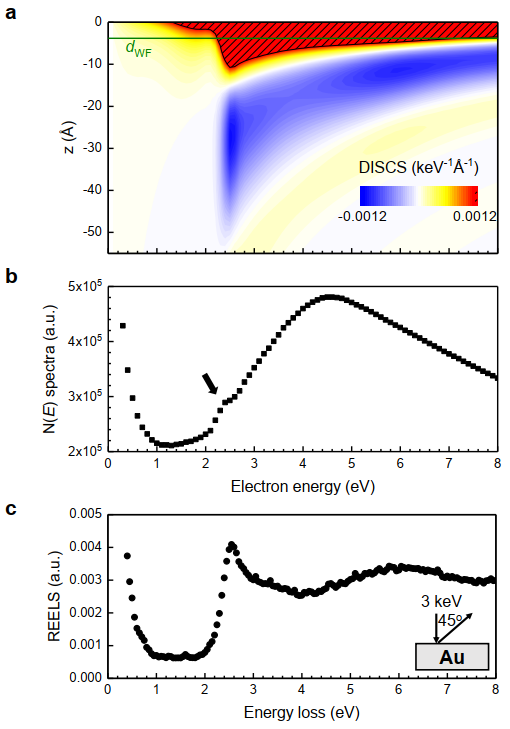 a
0
-10
-20
-30
-40
-50
z (Å)
dWF
DISCS (keV⁻¹Å⁻¹)
-0.0012 0.0012
b
5x10⁵
4x10⁵
3x10⁵
2x10⁵
N(E) spectra (a.u.)
0 1 2 3 4 5 6 7 8
Electron energy (eV)
c
0.005
0.004
0.003
0.002
0.001
0.000
REELS (a.u.)
3 keV
45º
Au
0 1 2 3 4 5 6 7 8
Energy loss (eV)